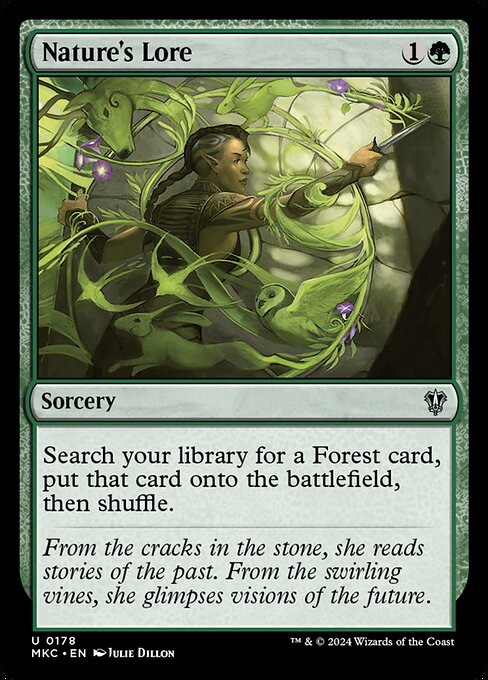 Nature's Lore 1
Sorcery
Search your library for a Forest card,
put that card onto the battlefield,
then shuffle.
From the cracks in the stone, she reads
stories of the past. From the swirling
vines, she glimpses visions of the future.
U 0178
MKC • EN Julie Dillon
™ & © 2024 Wizards of the Coast